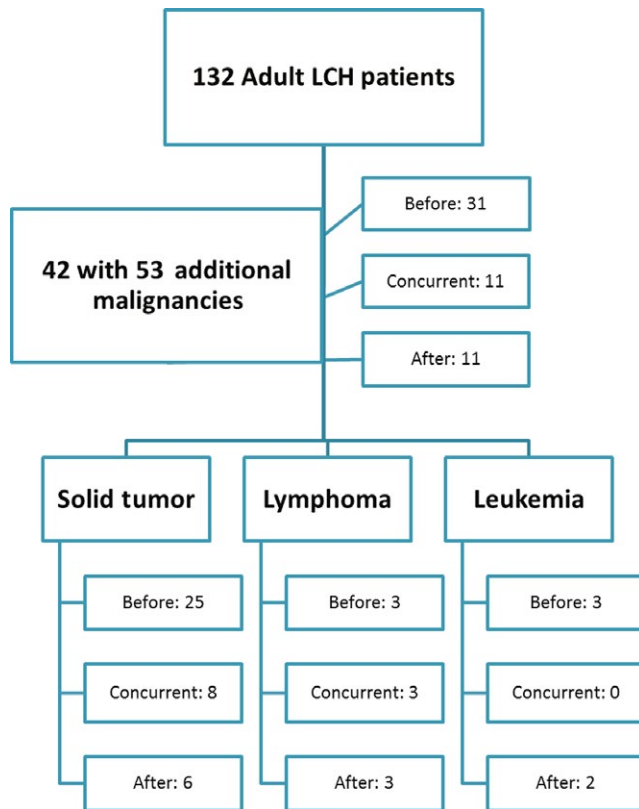 132 Adult LCH patients
Before: 31
42 with 53 additional
malignancies
Concurrent: 11
After: 11
Solid tumor
Lymphoma
Leukemia
Before: 25
Before: 3
Before: 3
Concurrent: 8
Concurrent: 3
Concurrent: 0
After: 6
After: 3
After: 2